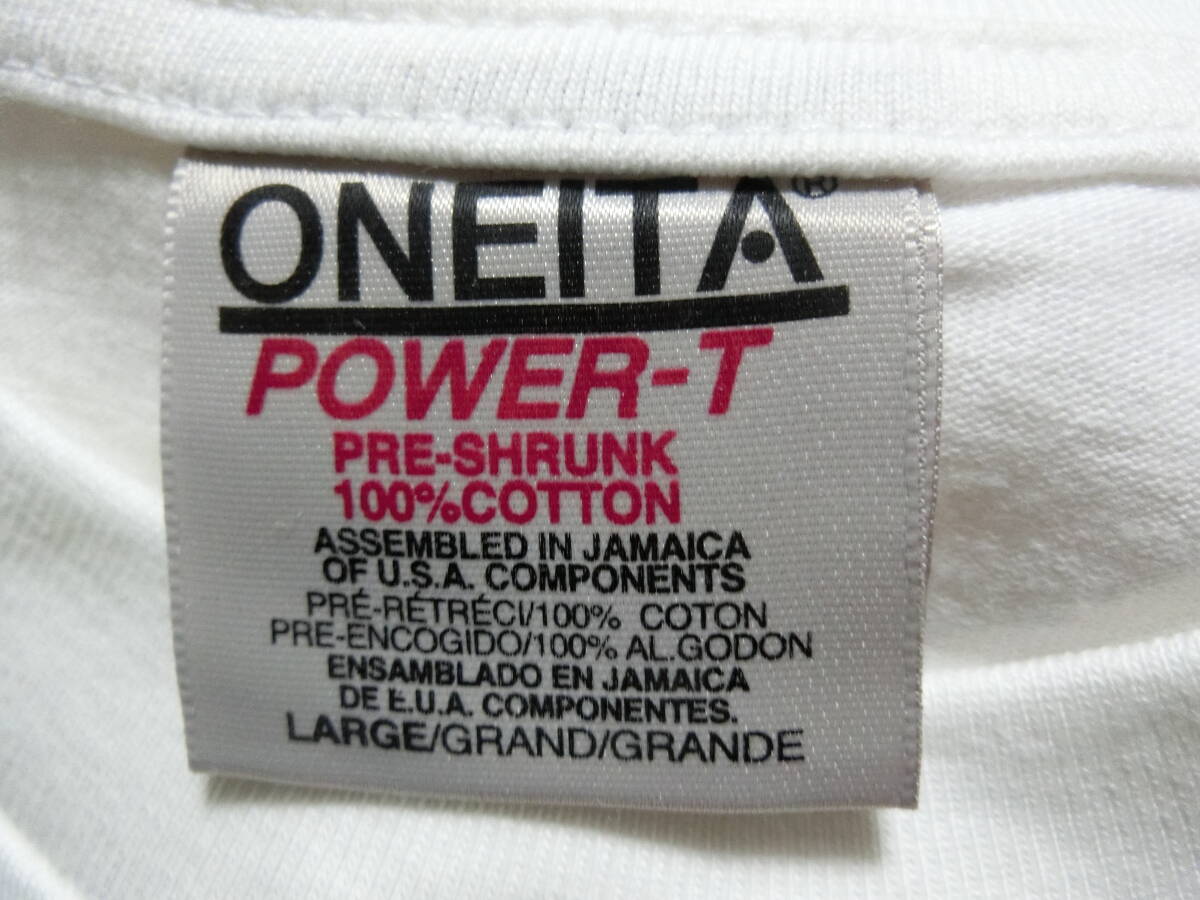 ONEITA®
POWER-T
PRE-SHRUNK
100%COTTON
ASSEMBLED IN JAMAICA
OF U.S.A. COMPONENTS
PRÉ-RÉTRÉCI/100% COTON
PRE-ENCOGIDO/100% AL.GODON
ENSAMBLADO EN JAMAICA
DE E.U.A. COMPONENTES.
LARGE/GRAND/GRANDE